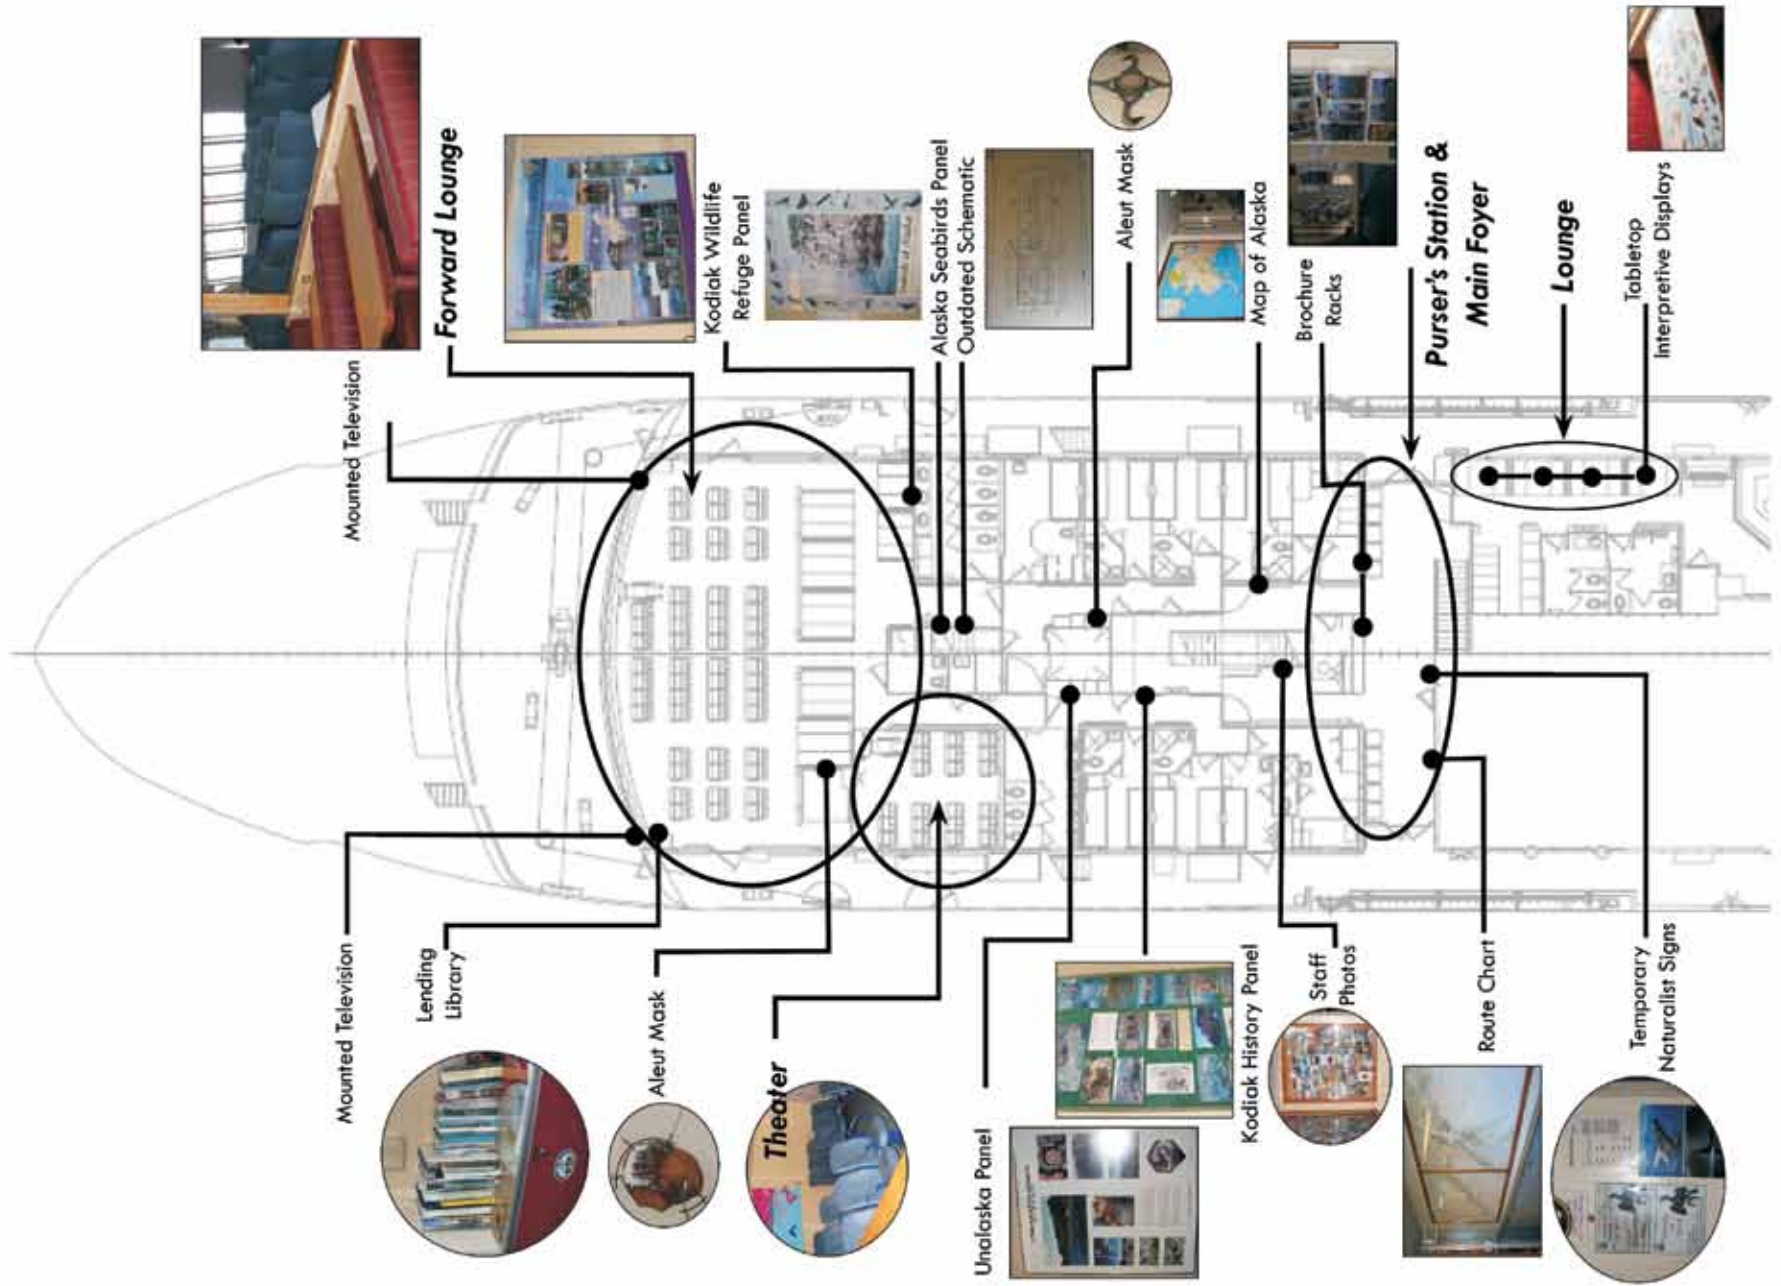 Mounted Television
Forward Lounge
Kodiak Wildlife
Refuge Panel
Alaska Seabirds Panel
Outdated Schematic
Aleut Mask
Map of Alaska
Brochure
Racks
Purser's Station &
Main Foyer
Lounge
Tabletop
Interpretive Displays
Mounted Television
Lending
Library
Aleut Mask
Theater
Unalaska Panel
Kodiak History Panel
Staff
Photos
Route Chart
Temporary
Naturalist Signs